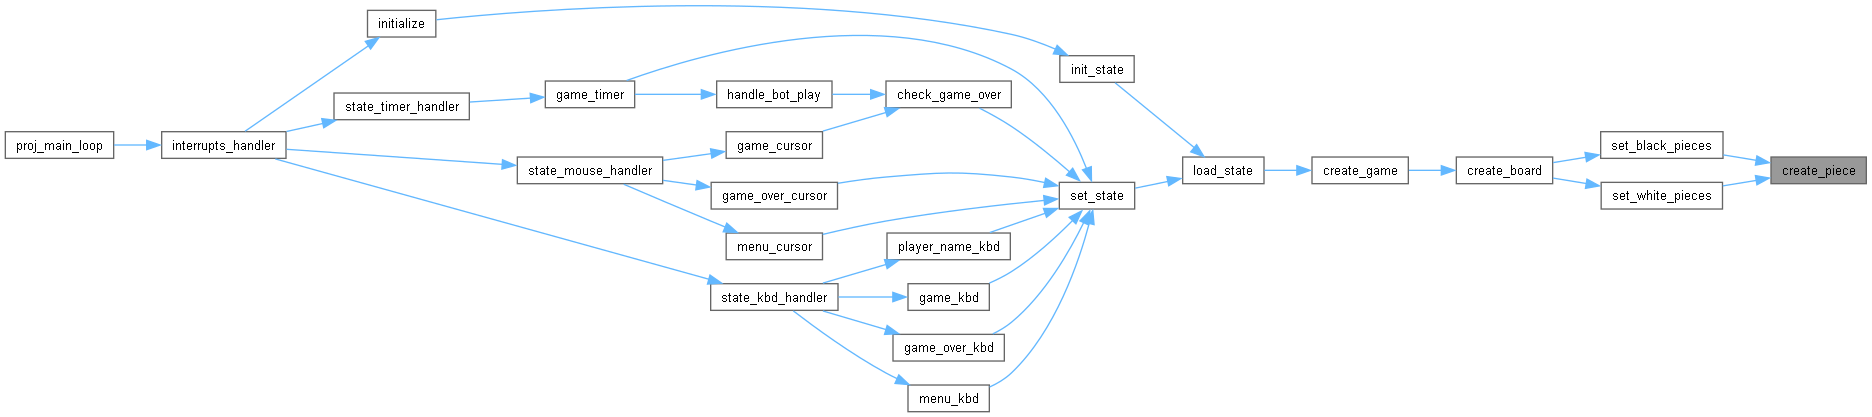 initialize
init_state
game_timer
handle_bot_play
check_game_over
state_timer_handler
proj_main_loop
interrupts_handler
game_cursor
set_black_pieces
state_mouse_handler
load_state
create_game
create_board
create_piece
game_over_cursor
set_state
set_white_pieces
menu_cursor
player_name_kbd
state_kbd_handler
game_kbd
game_over_kbd
menu_kbd